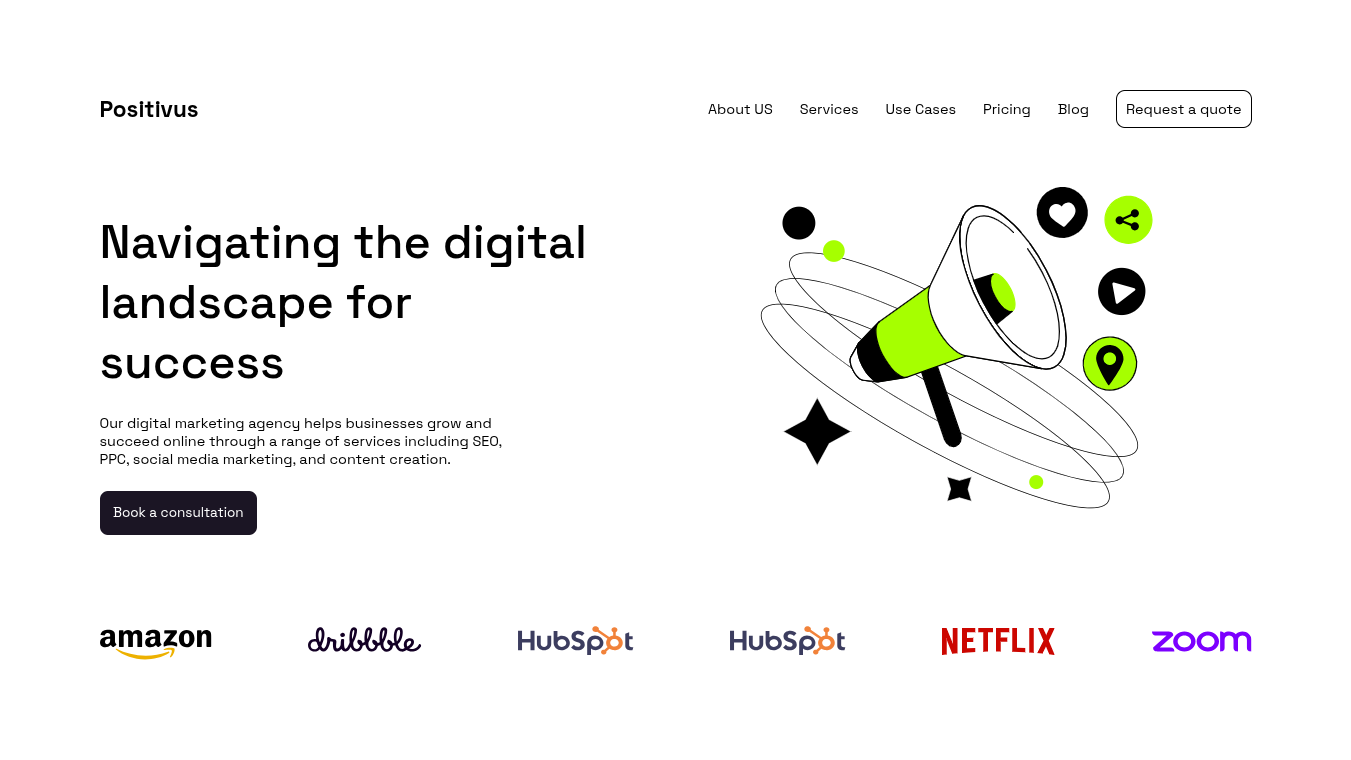 Positivus
About US Services Use Cases Pricing Blog Request a quote
Navigating the digital
landscape for
success
Our digital marketing agency helps businesses grow and
succeed online through a range of services including SEO,
PPC, social media marketing, and content creation.
Book a consultation
amazon dribbble HubSpot HubSpot NETFLIX zoom